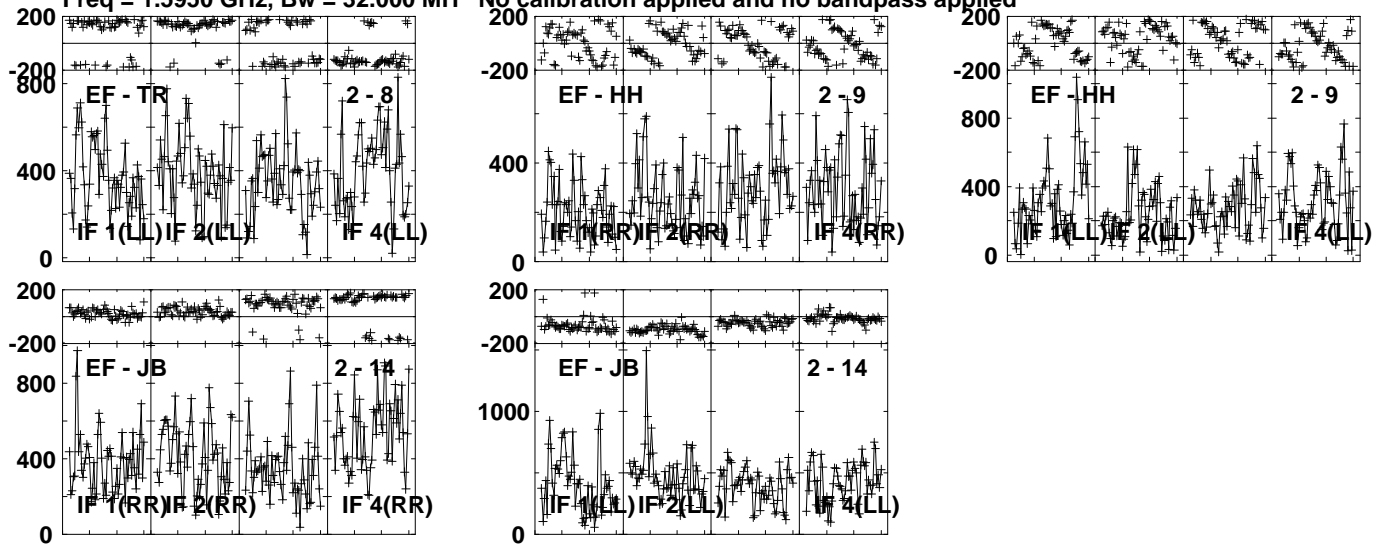 Freq = 1.5950 GHz, Bw = 32.000 MH No calibration applied and no bandpass applied
200
-200
EF - TR 2 - 8
800
400
0
IF 1(LL) IF 2(LL) IF 4(LL)
200
-200
EF - HH 2 - 9
400
0
IF 1(RR) IF 2(RR) IF 4(RR)
200
-200
EF - HH 2 - 9
800
400
0
IF 1(LL) IF 2(LL) IF 4(LL)
200
-200
EF - JB 2 - 14
800
400
0
IF 1(RR) IF 2(RR) IF 4(RR)
200
-200
EF - JB 2 - 14
1000
0
IF 1(LL) IF 2(LL) IF 4(LL)